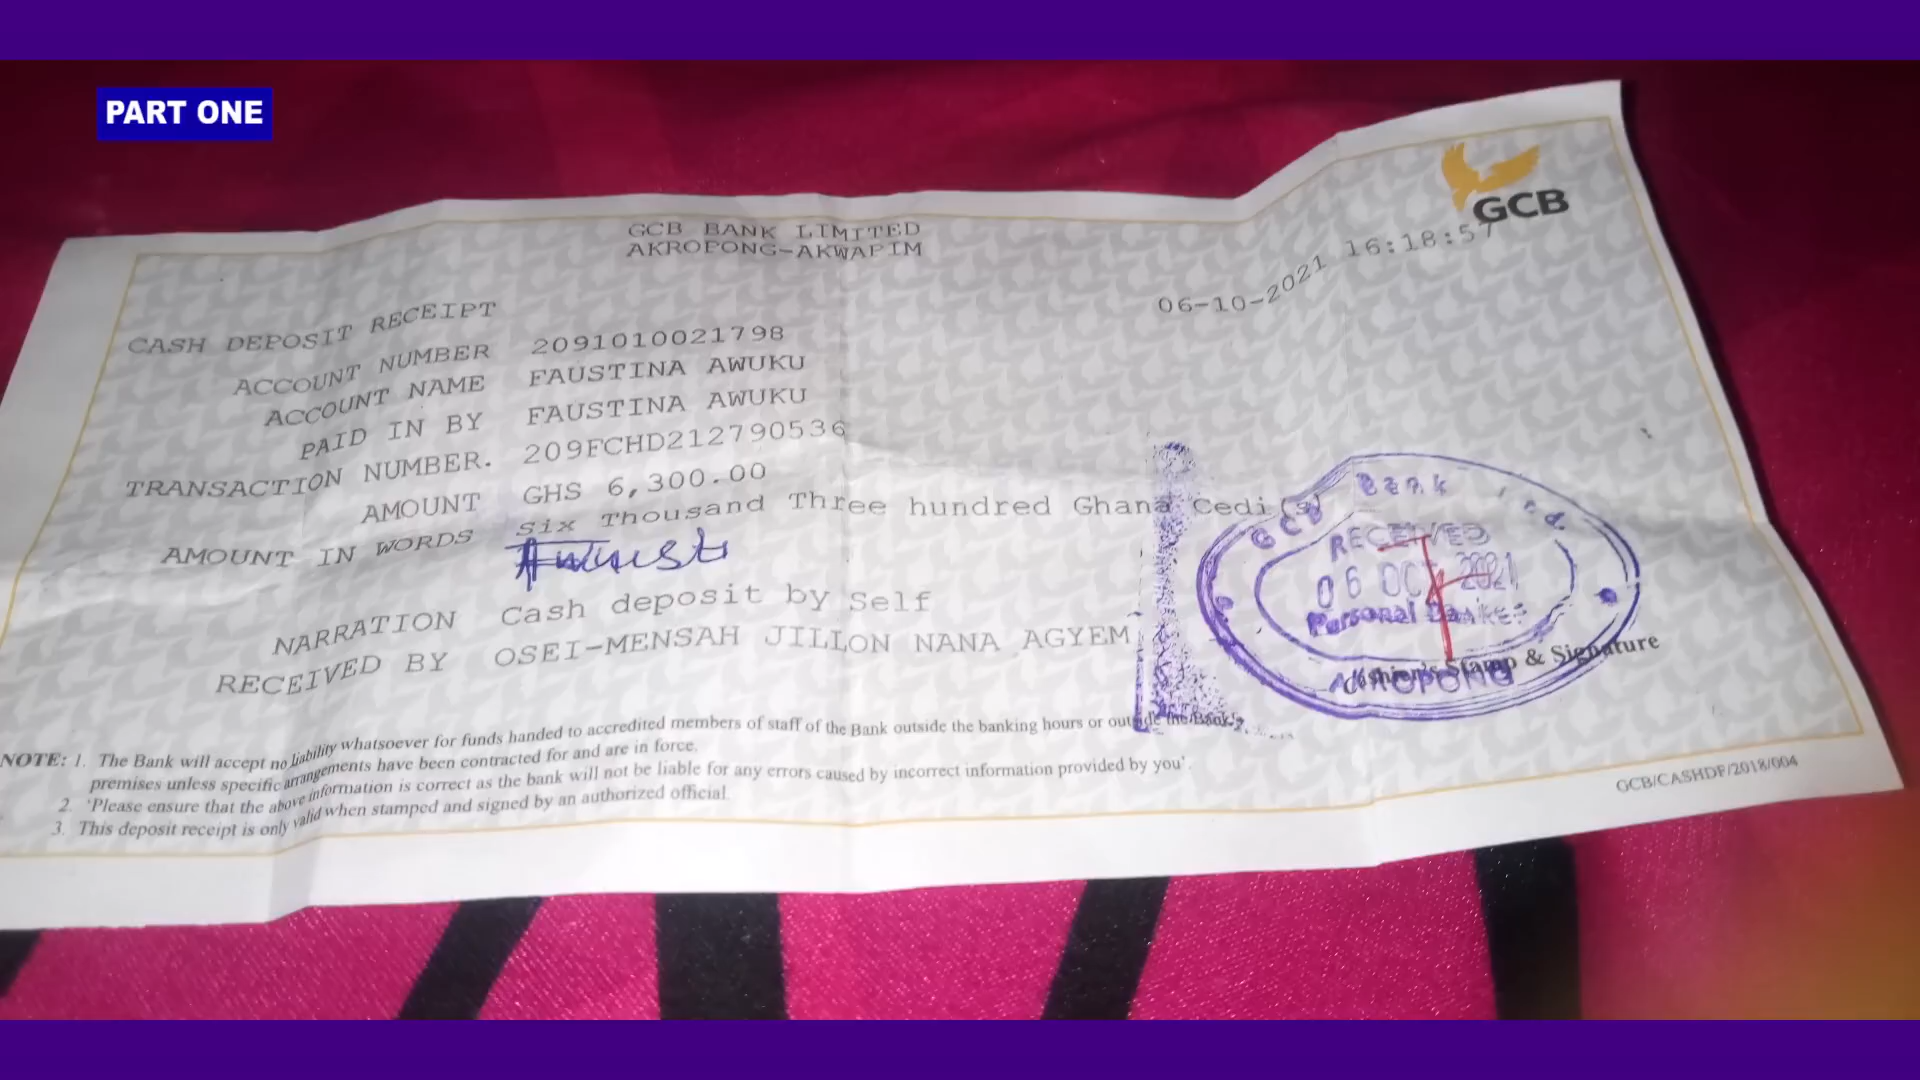 PART ONE
GCB
GCB BANK LIMITED
AKROPONG-AKWAPIM
06-10-2021 16:18:57
CASH DEPOSIT RECEIPT
ACCOUNT NUMBER 2091010021798
ACCOUNT NAME FAUSTINA AWUKU
PAID IN BY FAUSTINA AWUKU
TRANSACTION NUMBER. 209FCHD212790536
AMOUNT GHS 6,300.00
AMOUNT IN WORDS Six Thousand Three hundred Ghana Cedi(s)
NARRATION Cash deposit by Self
RECEIVED BY OSEI-MENSAH JILLON NANA AGYEM
GCB Bank Ltd.
RECEIVED
06 OCT 2021
Personal Banker
AKROPONG
Cashier's Stamp & Signature
NOTE: 1. The Bank will accept no liability whatsoever for funds handed to accredited members of staff of the Bank outside the banking hours or outside the Bank's
premises unless specific arrangements have been contracted for and are in force.
2. 'Please ensure that the above information is correct as the bank will not be liable for any errors caused by incorrect information provided by you'.
3. This deposit receipt is only valid when stamped and signed by an authorized official.
GCB/CASHDP/2018/004